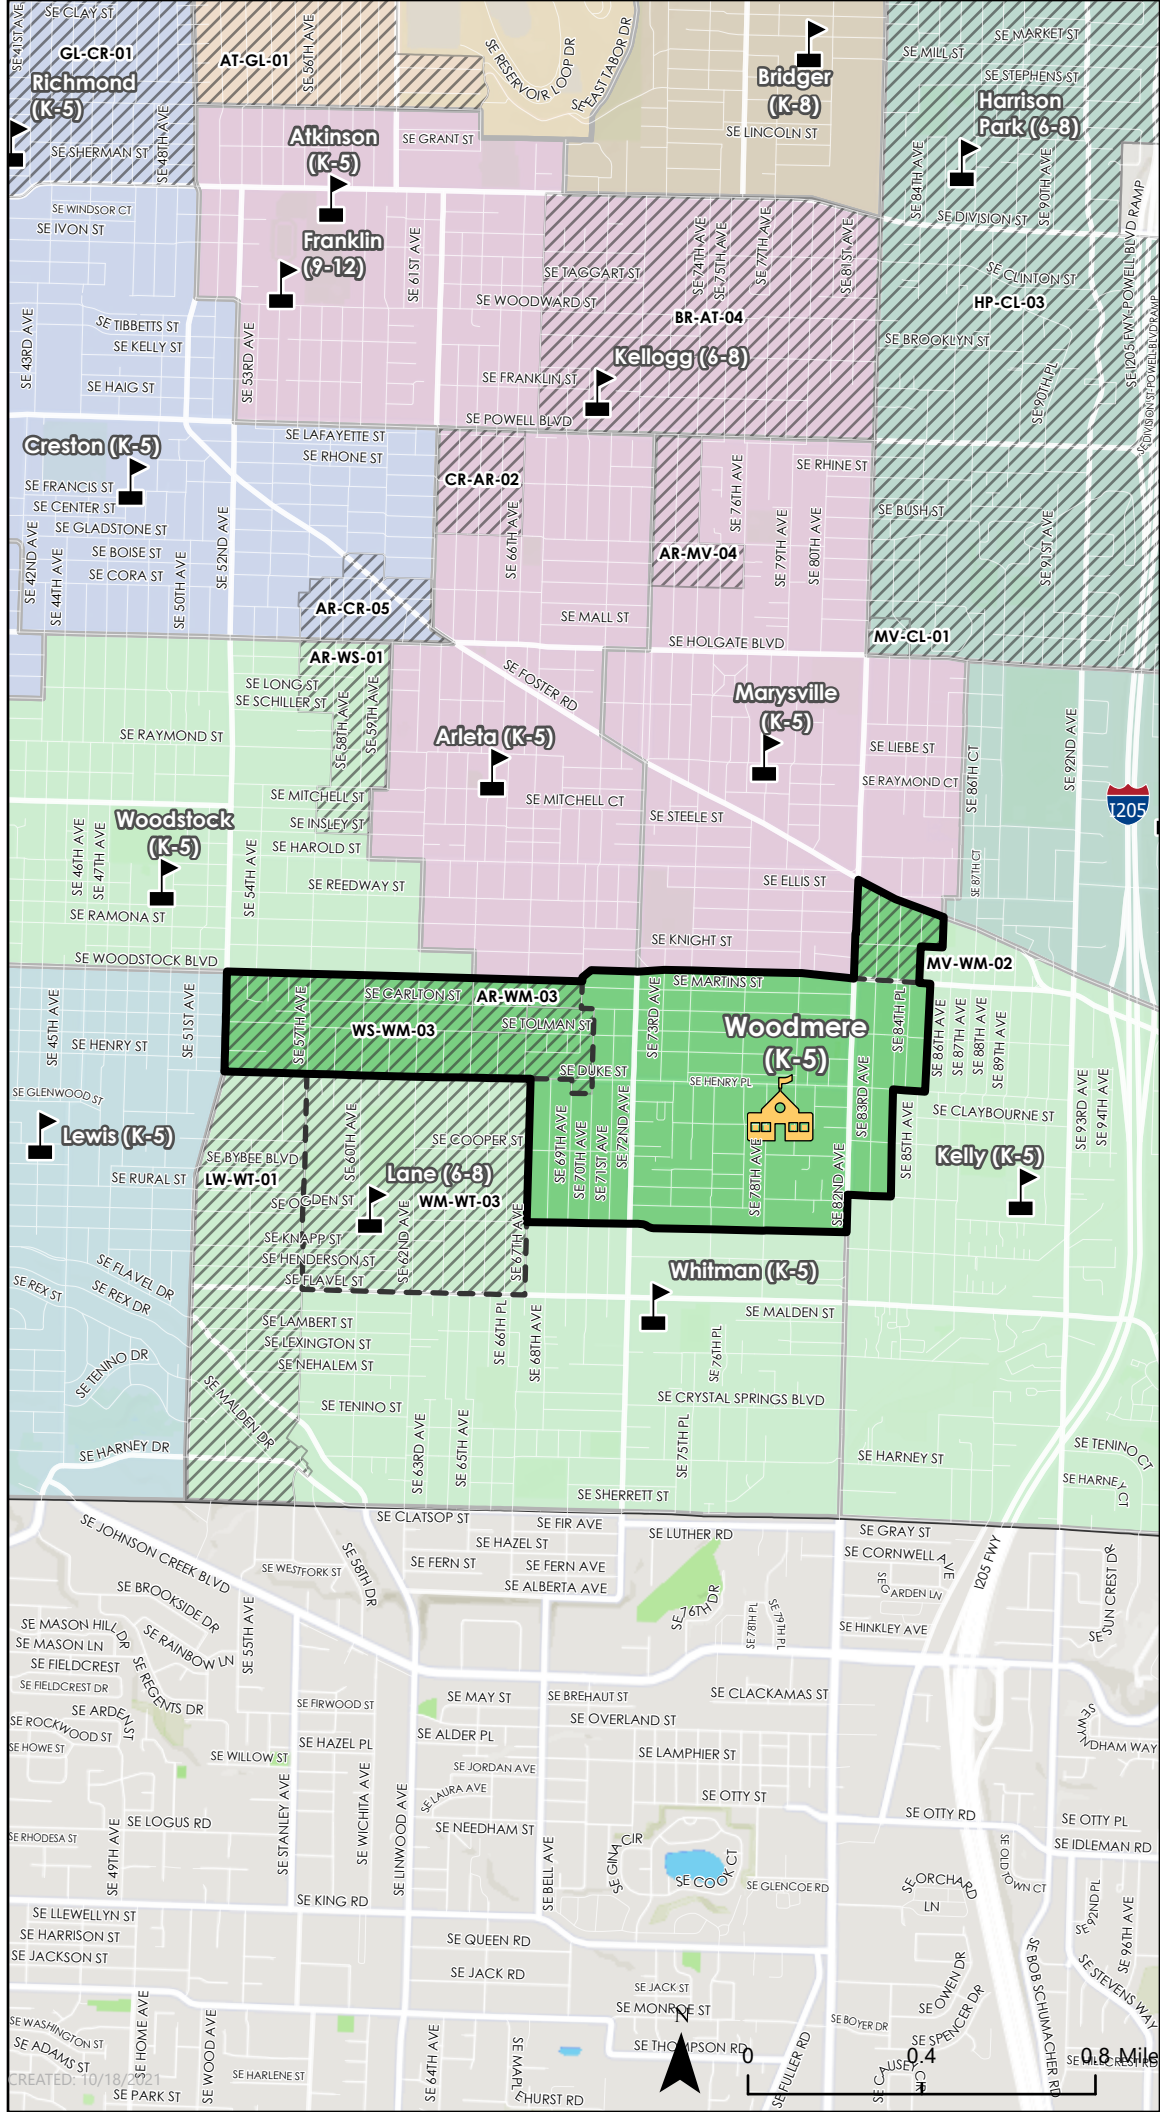 SE CLAY ST
SE 41ST AVE
GL-CR-01
AT-GL-01
SE 56TH AVE
SE RESERVOIR LOOP DR
SE EAST TABOR DR
Bridger
(K-8)
SE LINCOLN ST
SE MARKET ST
SE MILL ST
SE STEPHENS ST
Harrison
Park (6-8)
Richmond
(K-5)
SE SHERMAN ST
SE 48TH AVE
Atkinson
(K-5)
SE GRANT ST
SE 84TH AVE
SE 90TH AVE
SE DIVISION ST
SE I205 FWY-POWELL BLVD RAMP
SE DIVISION ST-POWELL BLVD RAMP
SE WINDSOR CT
SE IVON ST
Franklin
(9-12)
SE 61ST AVE
SE TAGGART ST
SE 74TH AVE
SE 75TH AVE
SE 77TH AVE
SE 81ST AVE
SE CLINTON ST
HP-CL-03
SE WOODWARD ST
BR-AT-04
SE BROOKLYN ST
SE TIBBETTS ST
SE KELLY ST
SE 43RD AVE
SE 53RD AVE
SE HAIG ST
SE FRANKLIN ST
Kellogg (6-8)
SE 90TH PL
SE POWELL BLVD
Creston (K-5)
SE LAFAYETTE ST
SE RHONE ST
CR-AR-02
SE RHINE ST
SE FRANCIS ST
SE CENTER ST
SE GLADSTONE ST
SE BOISE ST
SE CORA ST
SE 42ND AVE
SE 44TH AVE
SE 50TH AVE
SE 52ND AVE
SE 66TH AVE
SE 76TH AVE
SE 79TH AVE
SE 80TH AVE
SE BUSH ST
SE 91ST AVE
AR-MV-04
AR-CR-05
SE MALL ST
SE HOLGATE BLVD
MV-CL-01
AR-WS-01
SE LONG ST
SE SCHILLER ST
SE 58TH AVE
SE 59TH AVE
SE FOSTER RD
Marysville
(K-5)
SE RAYMOND ST
Arleta (K-5)
SE LIEBE ST
SE RAYMOND CT
SE 86TH CT
SE 92ND AVE
I205
SE MITCHELL ST
SE MITCHELL CT
SE INSLEY ST
SE STEELE ST
Woodstock
(K-5)
SE HAROLD ST
SE 46TH AVE
SE 47TH AVE
SE 54TH AVE
SE REEDWAY ST
SE ELLIS ST
SE 87TH CT
SE RAMONA ST
SE KNIGHT ST
SE WOODSTOCK BLVD
MV-WM-02
SE MARTINS ST
SE CARLTON ST
AR-WM-03
SE 45TH AVE
SE 51ST AVE
SE 57TH AVE
WS-WM-03
SE TOLMAN ST
SE 73RD AVE
Woodmere
(K-5)
SE 84TH PL
SE 86TH AVE
SE 87TH AVE
SE 88TH AVE
SE 89TH AVE
SE HENRY ST
SE DUKE ST
SE HENRY PL
SE 83RD AVE
SE GLENWOOD ST
Lewis (K-5)
SE 60TH AVE
SE COOPER ST
SE 69TH AVE
SE 70TH AVE
SE 71ST AVE
SE 72ND AVE
SE 78TH AVE
SE 82ND AVE
SE 85TH AVE
SE CLAYBOURNE ST
SE 93RD AVE
SE 94TH AVE
SE BYBEE BLVD
SE RURAL ST
LW-WT-01
Lane (6-8)
WM-WT-03
Kelly (K-5)
SE OGDEN ST
SE KNAPP ST
SE HENDERSON ST
SE FLAVEL ST
SE 62ND AVE
SE 67TH AVE
SE FLAVEL DR
SE REX ST
SE REX DR
Whitman (K-5)
SE MALDEN ST
SE LAMBERT ST
SE LEXINGTON ST
SE NEHALEM ST
SE 66TH PL
SE 68TH AVE
SE 76TH PL
SE TENINO DR
SE MALDEN DR
SE TENINO ST
SE CRYSTAL SPRINGS BLVD
SE HARNEY DR
SE 63RD AVE
SE 65TH AVE
SE 75TH PL
SE HARNEY ST
SE TENINO CT
SE HARNEY CT
SE SHERRETT ST
SE CLATSOP ST
SE FIR AVE
SE LUTHER RD
SE GRAY ST
SE JOHNSON CREEK BLVD
SE HAZEL ST
SE CORNWELL AVE
I205 FWY
SE WESTFORK ST
SE 58TH DR
SE FERN ST
SE FERN AVE
SE ALBERTA AVE
SE GARDEN LN
SE SUN CREST DR
SE BROOKSIDE DR
SE 76TH DR
SE 78TH PL
SE 79TH PL
SE HINKLEY AVE
SE MASON HILL DR
SE MASON LN
SE RAINBOW LN
SE 55TH AVE
SE FIELDCREST
SE FIELDCREST DR
SE REGENTS DR
SE ARDEN ST
SE ROCKWOOD ST
SE HOWE ST
SE FIRWOOD ST
SE MAY ST
SE BREHAUT ST
SE CLACKAMAS ST
SE OVERLAND ST
SE WYNDHAM WAY
SE WILLOW ST
SE HAZEL PL
SE ALDER PL
SE LAMPHIER ST
SE JORDAN AVE
SE LAURA AVE
SE OTTY ST
SE OTTY RD
SE OTTY PL
SE IDLEMAN RD
SE LOGUS RD
SE RHODESA ST
SE 49TH AVE
SE STANLEY AVE
SE WICHITA AVE
SE LINWOOD AVE
SE NEEDHAM ST
SE BELL AVE
SE GINA CIR
SE COOK CT
SE GLENCOE RD
SE ORCHARD LN
SE OLD TOWN CT
SE 92ND PL
SE 96TH AVE
SE KING RD
SE LLEWELLYN ST
SE HARRISON ST
SE JACKSON ST
SE QUEEN RD
SE JACK RD
SE JACK ST
SE MONROE ST
SE OWEN DR
SE SPENCER DR
SE BOB SCHUMACHER RD
SE STEVENS WAY
SE WASHINGTON ST
SE ADAMS ST
SE HOME AVE
SE WOOD AVE
SE 64TH AVE
SE MAPLEHURST RD
SE THOMPSON RD
SE FULLER RD
SE BOYER DR
SE CAUSEY CIR
SE HILLCREST RD
SE HARLENE ST
SE PARK ST
CREATED: 10/18/2021
N
0
0.4
0.8 Mile